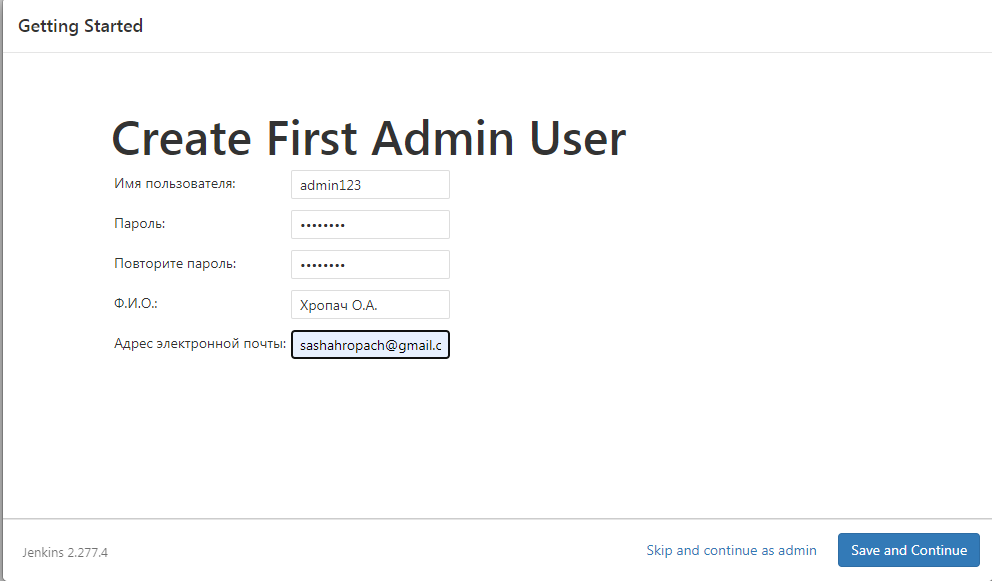 Getting Started
Create First Admin User
Имя пользователя: admin123
Пароль: ••••••••
Повторите пароль: ••••••••
Ф.И.О.: Хропач О.А.
Адрес электронной почты: sashahropach@gmail.c
Jenkins 2.277.4 Skip and continue as admin Save and Continue